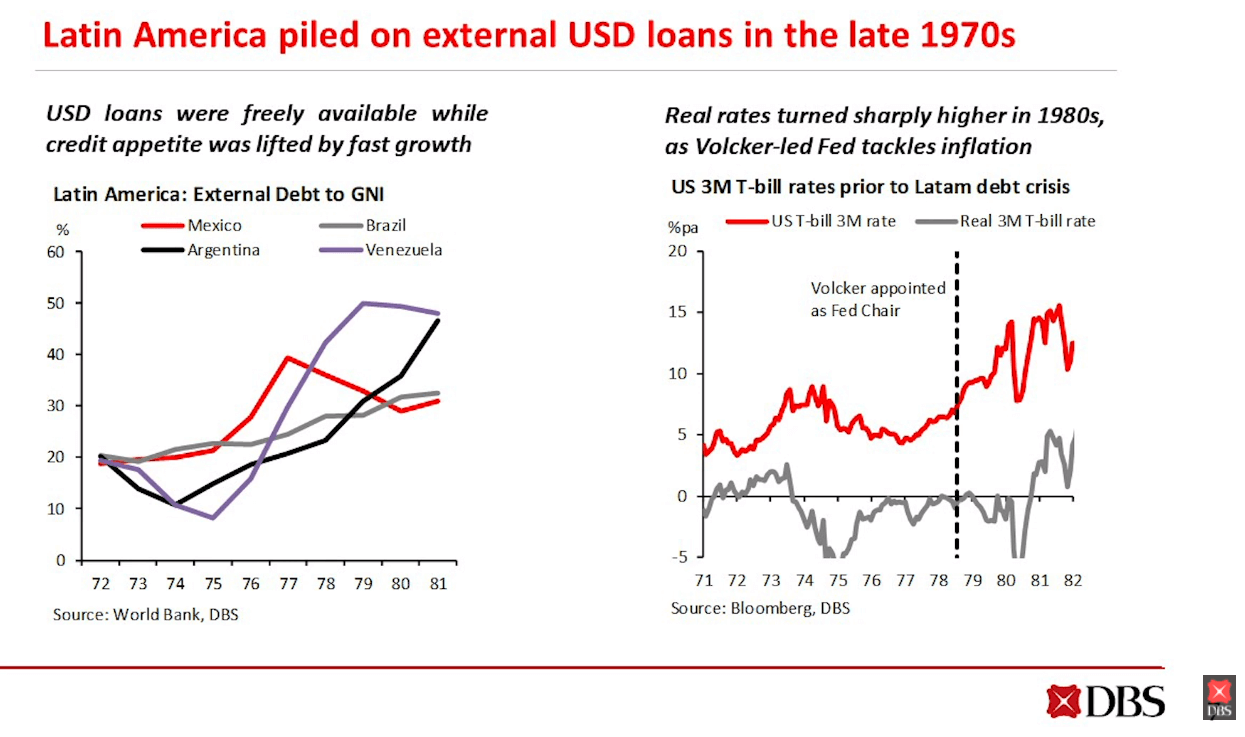 Latin America piled on external USD loans in the late 1970s
USD loans were freely available while
credit appetite was lifted by fast growth
Latin America: External Debt to GNI
%
Mexico
Brazil
Argentina
Venezuela
60
50
40
30
20
10
0
72 73 74 75 76 77 78 79 80 81
Source: World Bank, DBS
Real rates turned sharply higher in 1980s,
as Volcker-led Fed tackles inflation
US 3M T-bill rates prior to Latam debt crisis
%pa
US T-bill 3M rate
Real 3M T-bill rate
20
15
10
5
0
-5
Volcker appointed
as Fed Chair
71 72 73 74 75 76 77 78 79 80 81 82
Source: Bloomberg, DBS
DBS
DBS